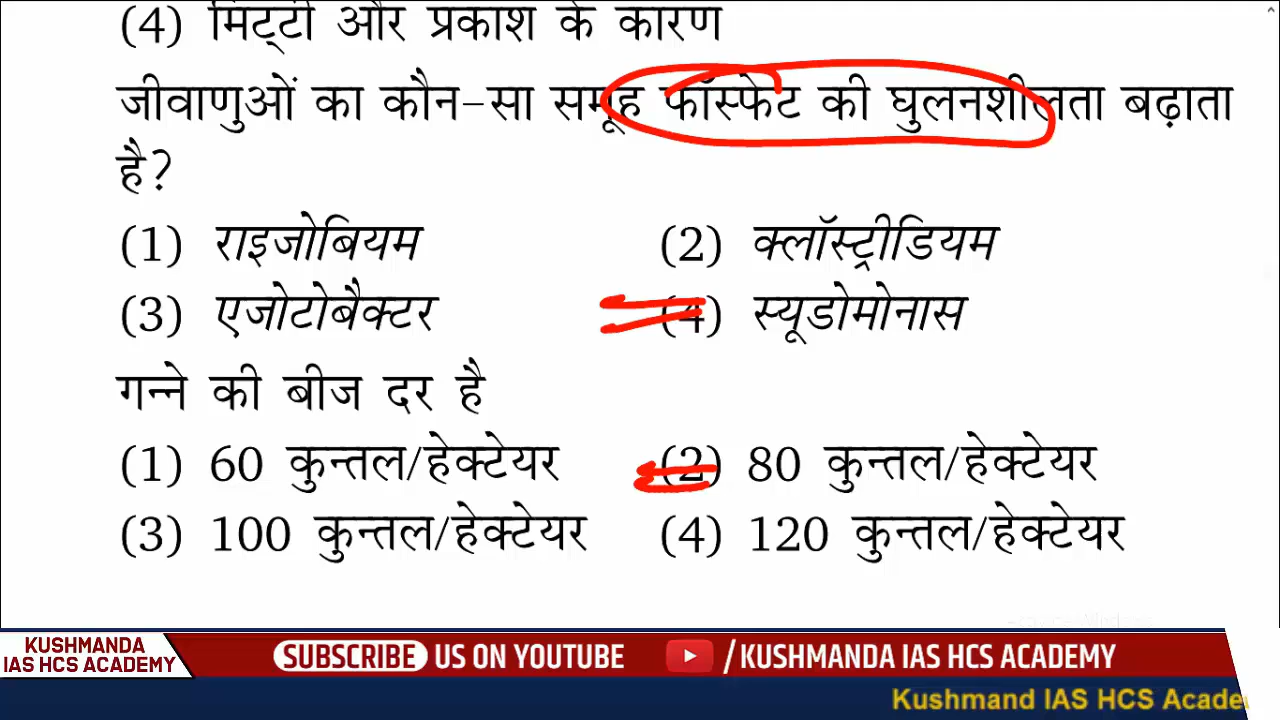 (4) मिट्टी और प्रकाश के कारण
जीवाणुओं का कौन-सा समूह फॉस्फेट की घुलनशीलता बढ़ाता
है?
(1) राइजोबियम (2) क्लॉस्ट्रीडियम
(3) एजोटोबैक्टर (4) स्यूडोमोनास
गन्ने की बीज दर है
(1) 60 कुन्तल/हेक्टेयर (2) 80 कुन्तल/हेक्टेयर
(3) 100 कुन्तल/हेक्टेयर (4) 120 कुन्तल/हेक्टेयर
KUSHMANDA
IAS HCS ACADEMY
SUBSCRIBE US ON YOUTUBE /KUSHMANDA IAS HCS ACADEMY
Kushmand IAS HCS Acade